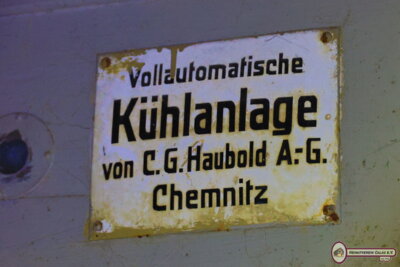 Vollautomatische
Kühlanlage
von C. G. Haubold A.-G.
Chemnitz